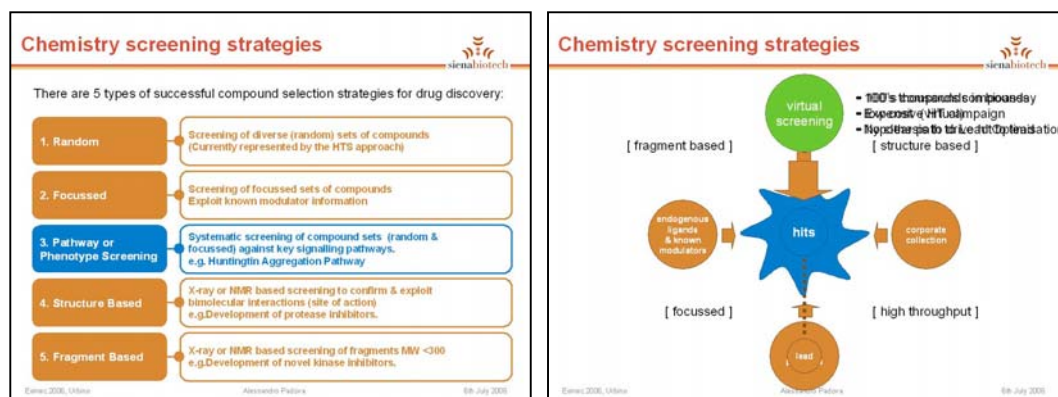 Chemistry screening strategies
sienabiotech
There are 5 types of successful compound selection strategies for drug discovery:
1. Random
Screening of diverse (random) sets of compounds
(Currently represented by the HTS approach)
2. Focussed
Screening of focussed sets of compounds
Exploit known modulator information
3. Pathway or
Phenotype Screening
Systematic screening of compound sets (random &
focussed) against key signalling pathways.
e.g. Huntingtin Aggregation Pathway
4. Structure Based
X-ray or NMR based screening to confirm & exploit
bimolecular interactions (site of action)
e.g.Development of protease inhibitors.
5. Fragment Based
X-ray or NMR based screening of fragments MW <300
e.g.Development of novel kinase inhibitors.
2006, Urbino
Alessandro Padova
6th July 2006
Chemistry screening strategies
sienabiotech
virtual
screening
[ fragment based ]
[ structure based ]
endogenous
ligands
& known
modulators
hits
corporate
collection
[ focussed ]
[ high throughput ]
lead
2006, Urbino
Alessandro Padova
6th July 2006